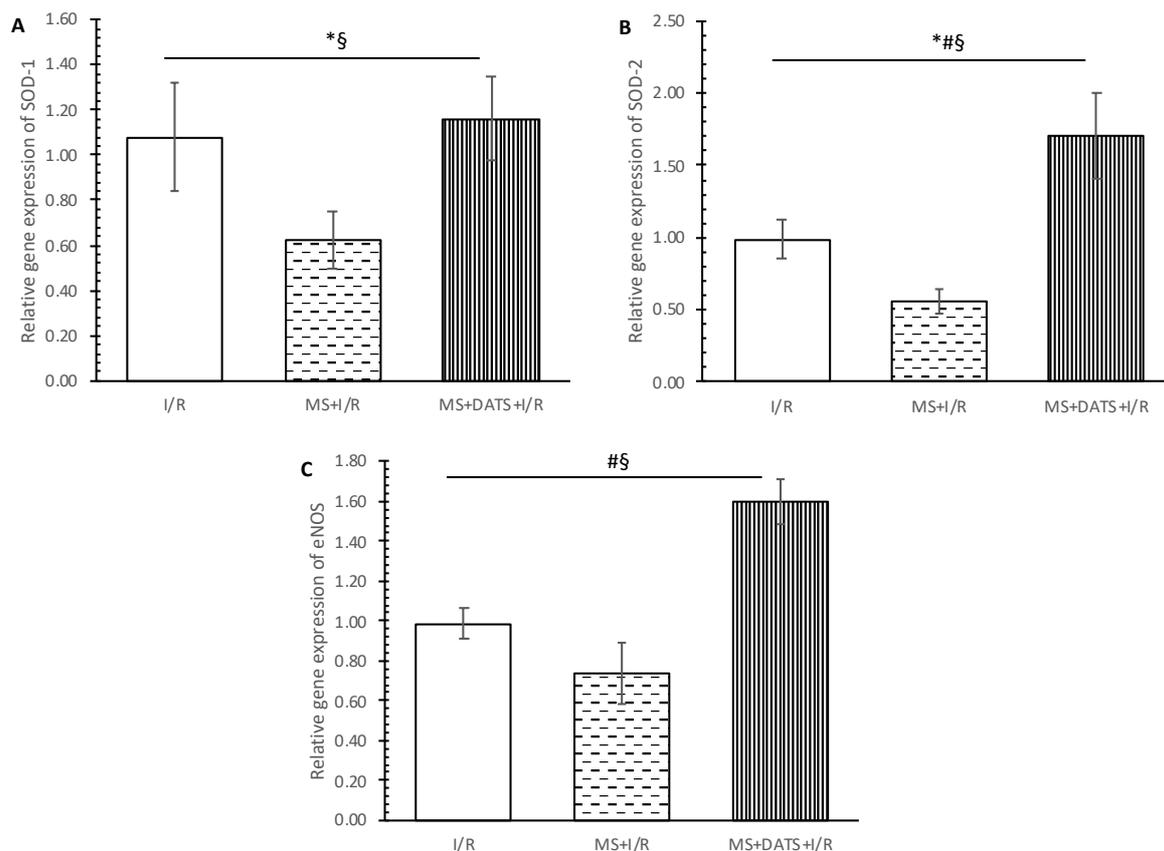 A
Relative gene expression of SOD-1
1.60
1.40
1.20
1.00
0.80
0.60
0.40
0.20
0.00
*§
I/R
MS+I/R
MS+DATS+I/R
B
Relative gene expression of SOD-2
2.50
2.00
1.50
1.00
0.50
0.00
*#§
I/R
MS+I/R
MS+DATS+I/R
C
Relative gene expression of eNOS
1.80
1.60
1.40
1.20
1.00
0.80
0.60
0.40
0.20
0.00
#§
I/R
MS+I/R
MS+DATS+I/R